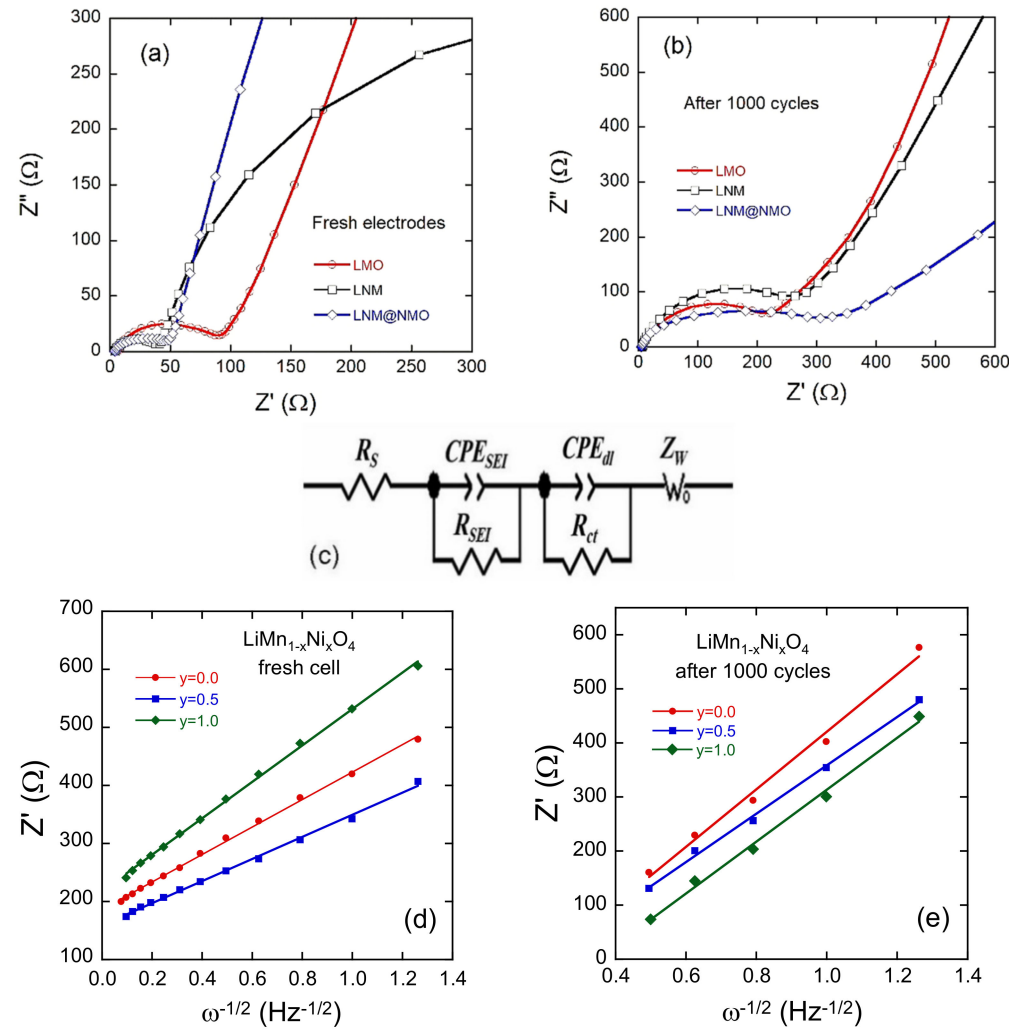 (a)
Fresh electrodes
LMO
LNM
LNM@NMO
Z" (Ω)
300
250
200
150
100
50
0
0 50 100 150 200 250 300
Z' (Ω)
(b)
After 1000 cycles
LMO
LNM
LNM@NMO
Z" (Ω)
600
500
400
300
200
100
0
0 100 200 300 400 500 600
Z' (Ω)
R_S CPE_SEI CPE_dl Z_W
W_o
R_SEI R_ct
(c)
700
600
500
400
300
200
100
Z' (Ω)
LiMn₁₋ₓNiₓO₄
fresh cell
y=0.0
y=0.5
y=1.0
(d)
0.0 0.2 0.4 0.6 0.8 1.0 1.2 1.4
ω⁻¹/² (Hz⁻¹/²)
600
500
400
300
200
100
0
Z' (Ω)
LiMn₁₋ₓNiₓO₄
after 1000 cycles
y=0.0
y=0.5
y=1.0
(e)
0.4 0.6 0.8 1.0 1.2 1.4
ω⁻¹/² (Hz⁻¹/²)